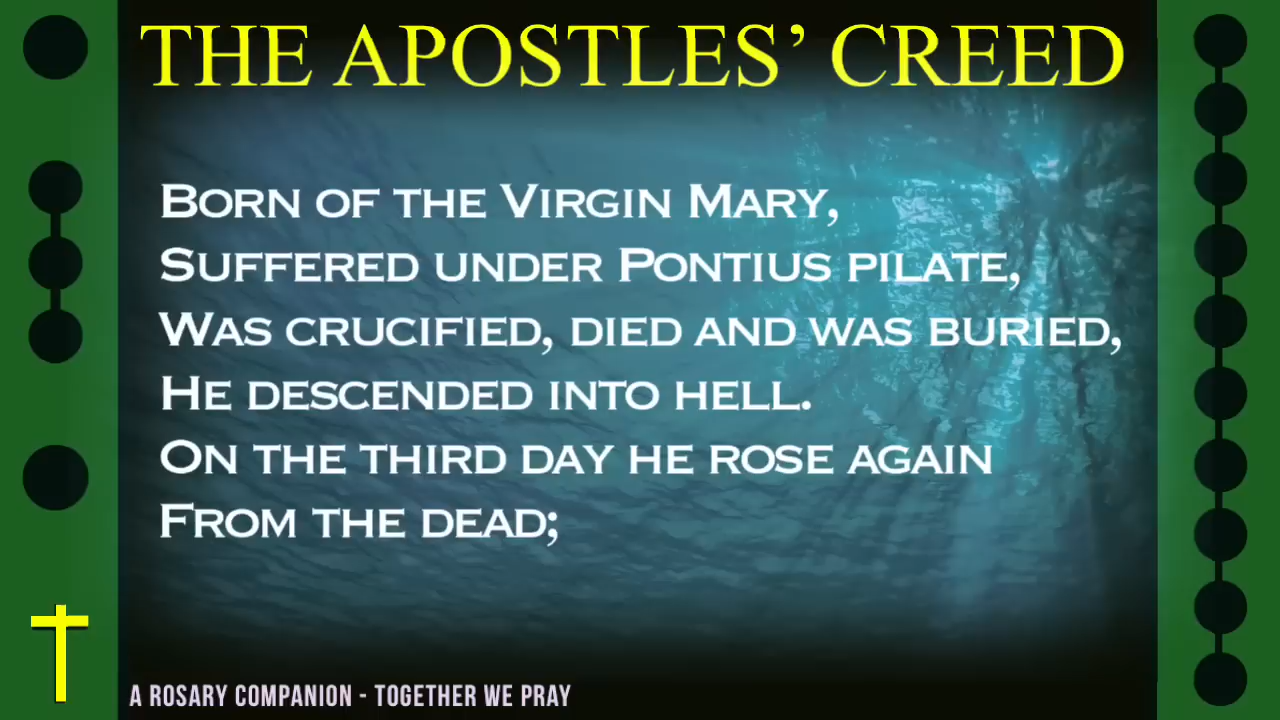 THE APOSTLES’ CREED
BORN OF THE VIRGIN MARY,
SUFFERED UNDER PONTIUS PILATE,
WAS CRUCIFIED, DIED AND WAS BURIED,
HE DESCENDED INTO HELL.
ON THE THIRD DAY HE ROSE AGAIN
FROM THE DEAD;
A ROSARY COMPANION - TOGETHER WE PRAY